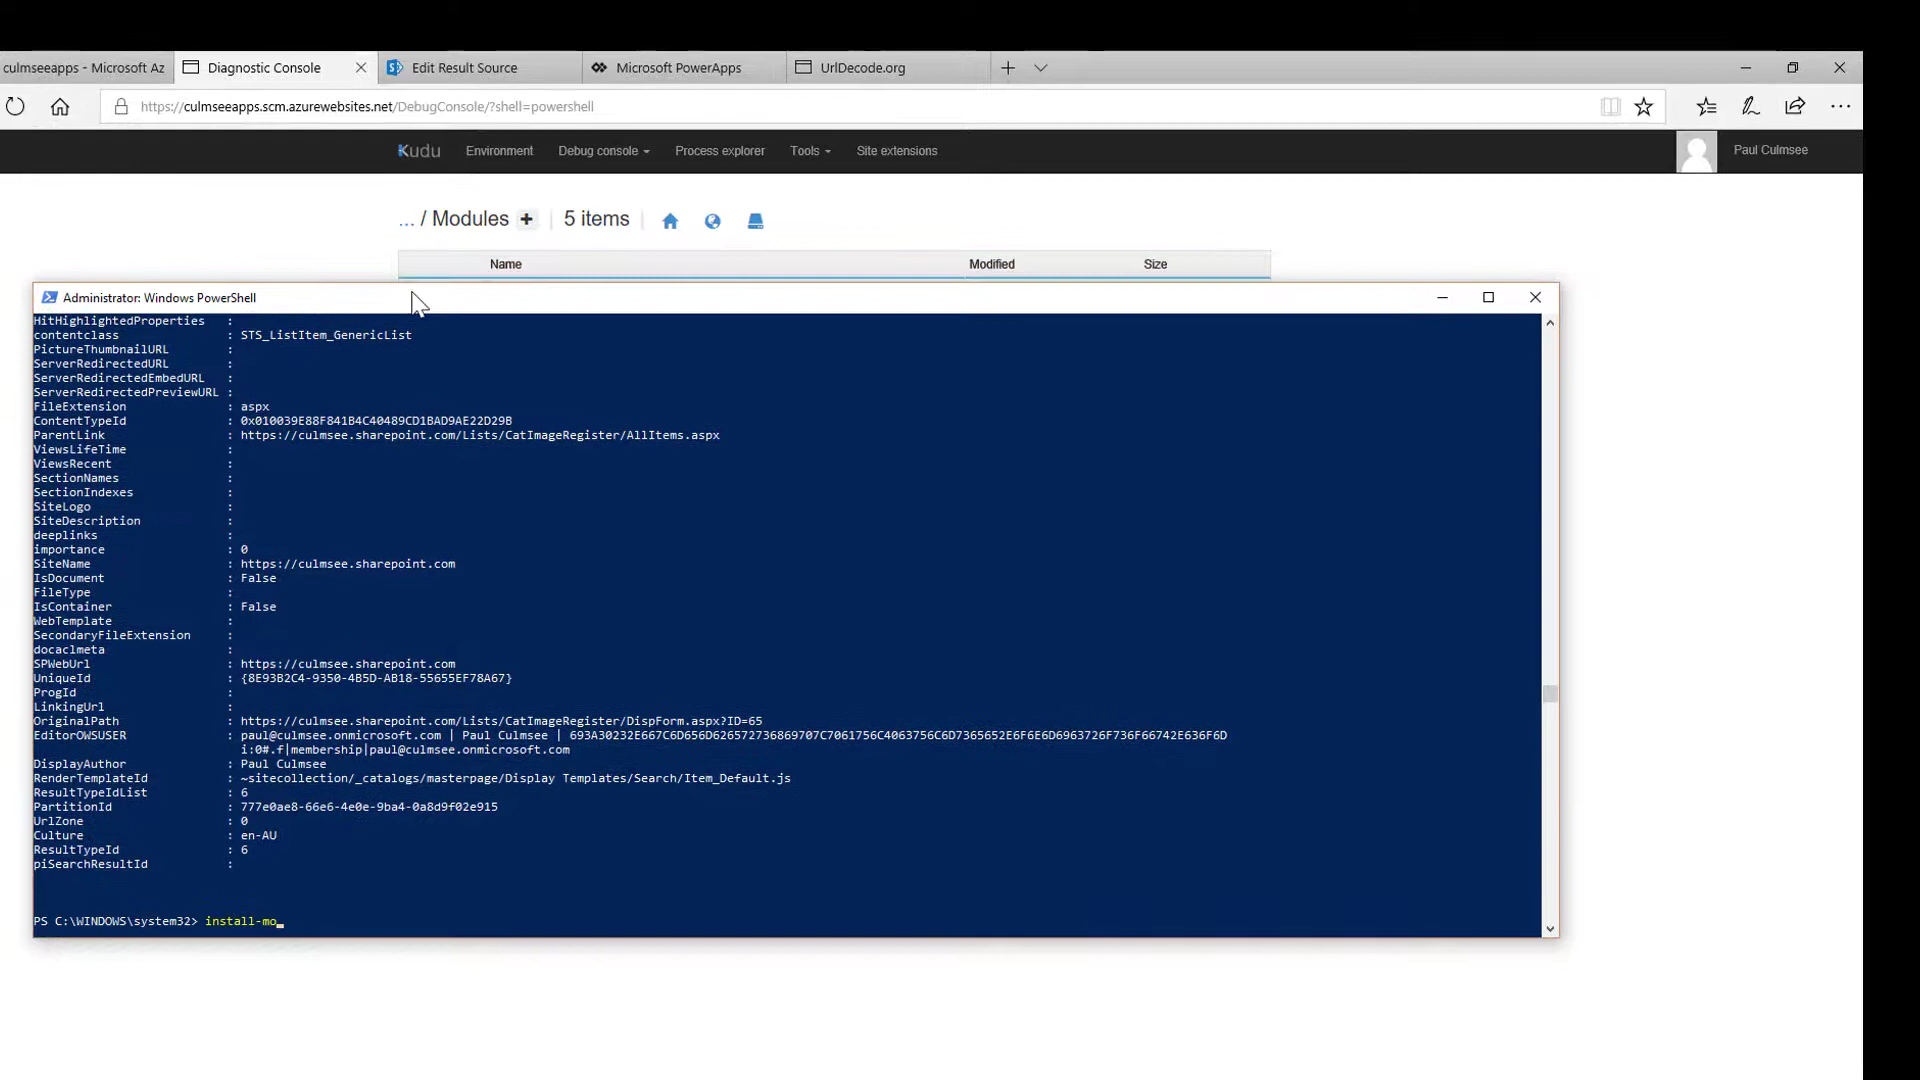 culmseeapps - Microsoft Az
Diagnostic Console
Edit Result Source
Microsoft PowerApps
UrlDecode.org
https://culmseeapps.scm.azurewebsites.net/DebugConsole/?shell=powershell
Kudu Environment Debug console Process explorer Tools Site extensions Paul Culmsee
... / Modules + 5 items
Name Modified Size
Administrator: Windows PowerShell
HitHighlightedProperties :
contentclass : STS_ListItem_GenericList
PictureThumbnailURL :
ServerRedirectedURL :
ServerRedirectedEmbedURL :
ServerRedirectedPreviewURL :
FileExtension : aspx
ContentTypeId : 0x010039E88F841B4C40489CD1BAD9AE22D29B
ParentLink : https://culmsee.sharepoint.com/Lists/CatImageRegister/AllItems.aspx
ViewsLifeTime :
ViewsRecent :
SectionNames :
SectionIndexes :
SiteLogo :
SiteDescription :
deeplinks :
importance : 0
SiteName : https://culmsee.sharepoint.com
IsDocument : False
FileType :
IsContainer : False
WebTemplate :
SecondaryFileExtension :
docaclmeta :
SPWebUrl : https://culmsee.sharepoint.com
UniqueId : {8E93B2C4-9350-4B5D-AB18-55655EF78A67}
ProgId :
LinkingUrl :
OriginalPath : https://culmsee.sharepoint.com/Lists/CatImageRegister/DispForm.aspx?ID=65
EditorOWSUSER : paul@culmsee.onmicrosoft.com | Paul Culmsee | 693A30232E667C6D656D626572736869707C7061756C4063756C6D7365652E6F6E6D6963726F736F66742E636F6D
i:0#.f|membership|paul@culmsee.onmicrosoft.com
DisplayAuthor : Paul Culmsee
RenderTemplateId : ~sitecollection/_catalogs/masterpage/Display Templates/Search/Item_Default.js
ResultTypeIdList : 6
PartitionId : 777e0ae8-66e6-4e0e-9ba4-0a8d9f02e915
UrlZone : 0
Culture : en-AU
ResultTypeId : 6
piSearchResultId :
PS C:\WINDOWS\system32> install-mo_